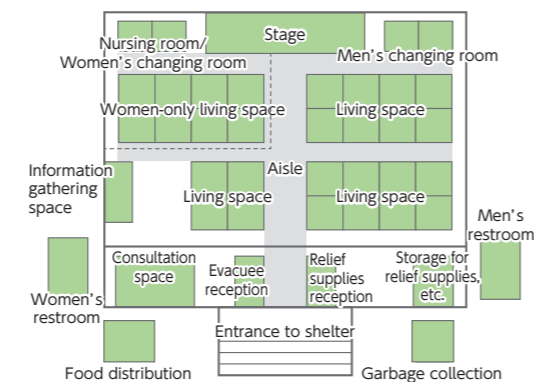 Stage
Nursing room/
Women's changing room
Men's changing room
Women-only living space
Living space
Aisle
Information
gathering
space
Living space
Living space
Men's
restroom
Consultation
space
Evacuee
reception
Relief
supplies
reception
Storage for
relief supplies,
etc.
Women's
restroom
Entrance to shelter
Food distribution
Garbage collection